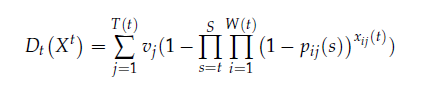 D_t(X^t) = \sum_{j=1}^{T(t)} v_j (1 - \prod_{s=t}^{S} \prod_{i=1}^{W(t)} (1 - p_{ij}(s))^{x_{ij}(t)})